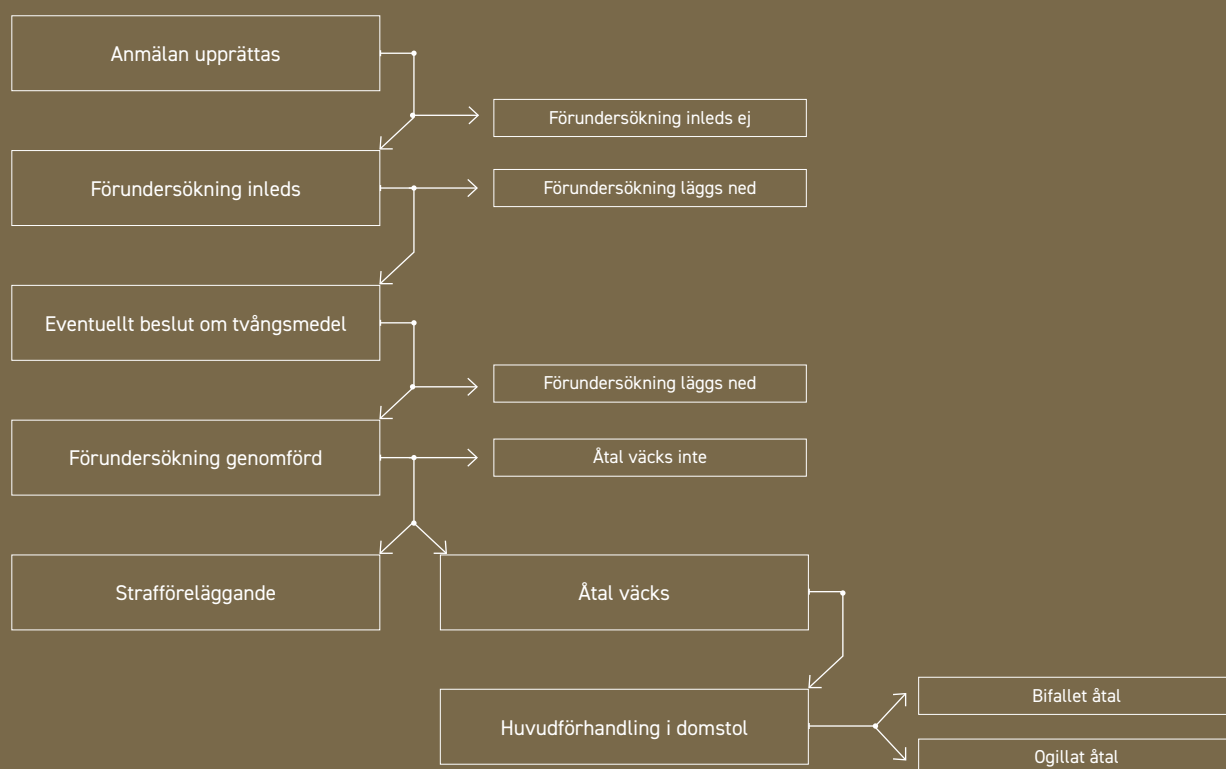 Anmälan upprättas
Förundersökning inleds ej
Förundersökning inleds
Förundersökning läggs ned
Eventuellt beslut om tvångsmedel
Förundersökning läggs ned
Förundersökning genomförd
Åtal väcks inte
Strafföreläggande
Åtal väcks
Huvudförhandling i domstol
Bifallet åtal
Ogillat åtal